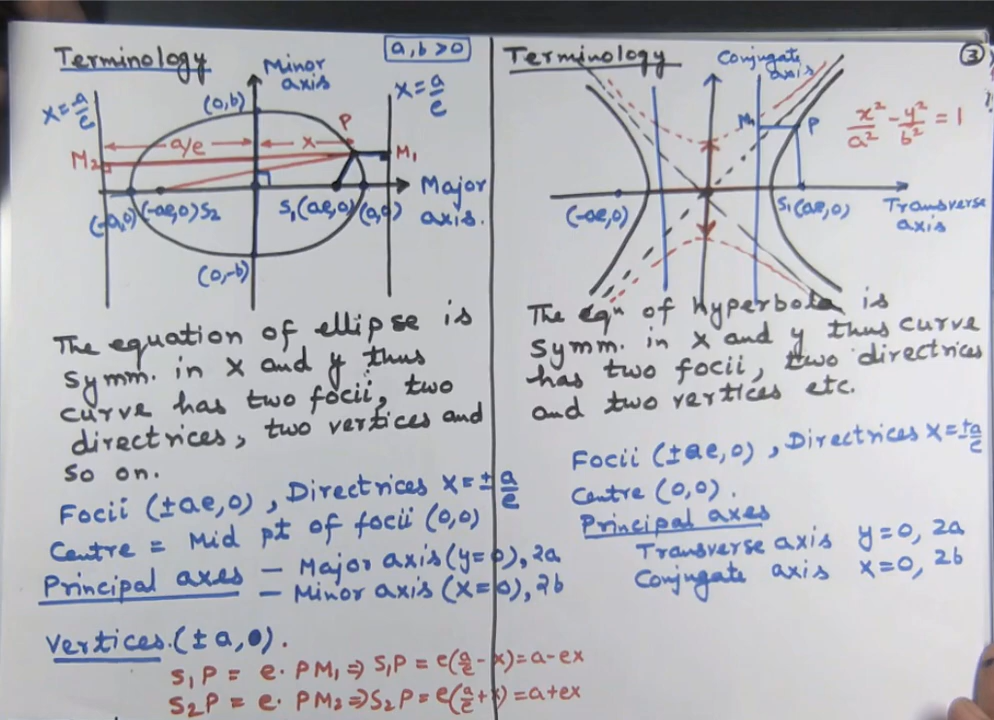 Terminology
a,b>0
Minor axis
x=a/e
(0,b)
x=a/e
P
M2
a/e
x
M1
(-a,0)
(-ae,0)S2
S1(ae,0)
(a,0)
Major axis.
(0,-b)
The equation of ellipse is
symm. in x and y thus
curve has two focii, two
directrices, two vertices and
so on.
Focii (±ae,0), Directrices x=±a/e
Centre = Mid pt of focii (0,0)
Principal axes – Major axis(y=0),2a
– Minor axis(x=0),2b
Vertices.(±a,0).
S1P = e. PM1 ⇒ S1P = e(a/e-x)=a-ex
S2P = e. PM2 ⇒ S2P = e(a/e+x)=a+ex
Terminology
Conjugate axis
3
M1
P
x²/a² - y²/b² = 1
(-ae,0)
S1(ae,0)
Transverse axis
The eqn of hyperbola is
symm. in x and y thus curve
has two focii, two directrices
and two vertices etc.
Focii (±ae,0), Directrices x=±a/e
Centre (0,0).
Principal axes
Transverse axis y=0, 2a
Conjugate axis x=0, 2b